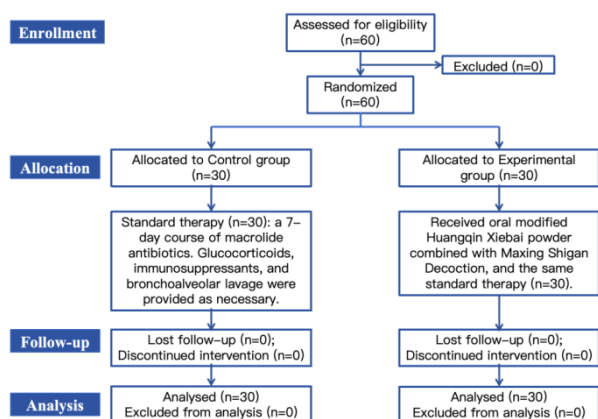 Enrollment
Assessed for eligibility
(n=60)
Excluded (n=0)
Randomized
(n=60)
Allocation
Allocated to Control group
(n=30)
Allocated to Experimental
group (n=30)
Standard therapy (n=30): a 7-
day course of macrolide
antibiotics. Glucocorticoids,
immunosuppressants, and
bronchoalveolar lavage were
provided as necessary.
Received oral modified
Huangqin Xiebai powder
combined with Maxing Shigan
Decoction, and the same
standard therapy (n=30).
Follow-up
Lost follow-up (n=0);
Discontinued intervention (n=0)
Lost follow-up (n=0);
Discontinued intervention (n=0)
Analysis
Analysed (n=30)
Excluded from analysis (n=0)
Analysed (n=30)
Excluded from analysis (n=0)